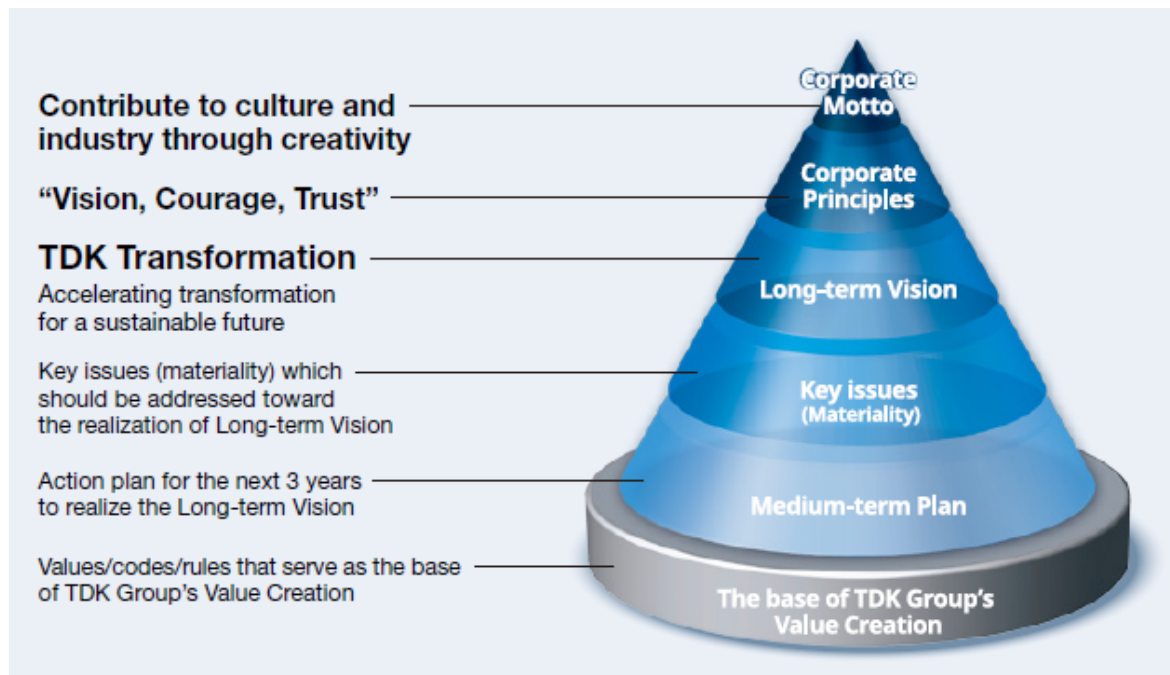 Contribute to culture and
industry through creativity
“Vision, Courage, Trust”
TDK Transformation
Accelerating transformation
for a sustainable future
Key issues (materiality) which
should be addressed toward
the realization of Long-term Vision
Action plan for the next 3 years
to realize the Long-term Vision
Values/codes/rules that serve as the base
of TDK Group’s Value Creation
Corporate
Motto
Corporate
Principles
Long-term Vision
Key issues
(Materiality)
Medium-term Plan
The base of TDK Group’s
Value Creation